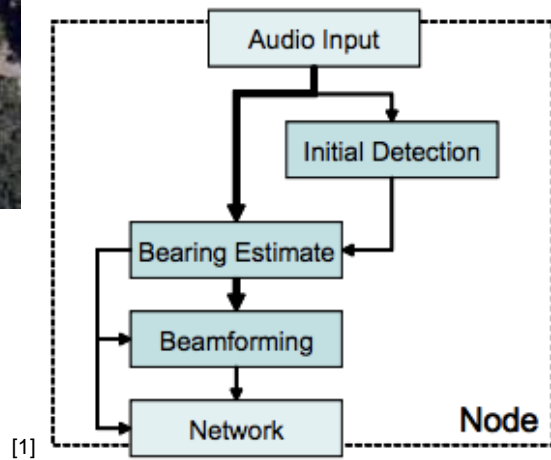 Audio Input
Initial Detection
Bearing Estimate
Beamforming
Network
Node
[1]